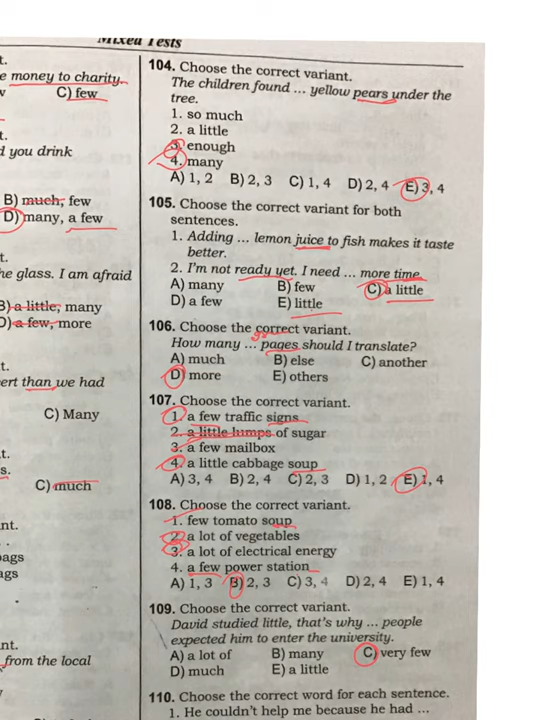 Mixed Tests
t.
e money to charity.
v C) few
t.
d you drink
B) much, few
D) many, a few
t.
he glass. I am afraid
B) a little, many
D) a few, more
t.
ert than we had
C) Many
t.
s.
C) much
nt.
ags
ags
nt.
from the local
104. Choose the correct variant.
The children found ... yellow pears under the
tree.
1. so much
2. a little
3. enough
4. many
A) 1, 2 B) 2, 3 C) 1, 4 D) 2, 4 E) 3, 4
105. Choose the correct variant for both
sentences.
1. Adding ... lemon juice to fish makes it taste
better.
2. I'm not ready yet. I need ... more time.
A) many B) few C) a little
D) a few E) little
106. Choose the correct variant.
How many ... pages should I translate?
A) much B) else C) another
D) more E) others
107. Choose the correct variant.
1. a few traffic signs
2. a little lumps of sugar
3. a few mailbox
4. a little cabbage soup
A) 3, 4 B) 2, 4 C) 2, 3 D) 1, 2 E) 1, 4
108. Choose the correct variant.
1. few tomato soup
2. a lot of vegetables
3. a lot of electrical energy
4. a few power station
A) 1, 3 B) 2, 3 C) 3, 4 D) 2, 4 E) 1, 4
109. Choose the correct variant.
David studied little, that's why ... people
expected him to enter the university.
A) a lot of B) many C) very few
D) much E) a little
110. Choose the correct word for each sentence.
1. He couldn't help me because he had ...